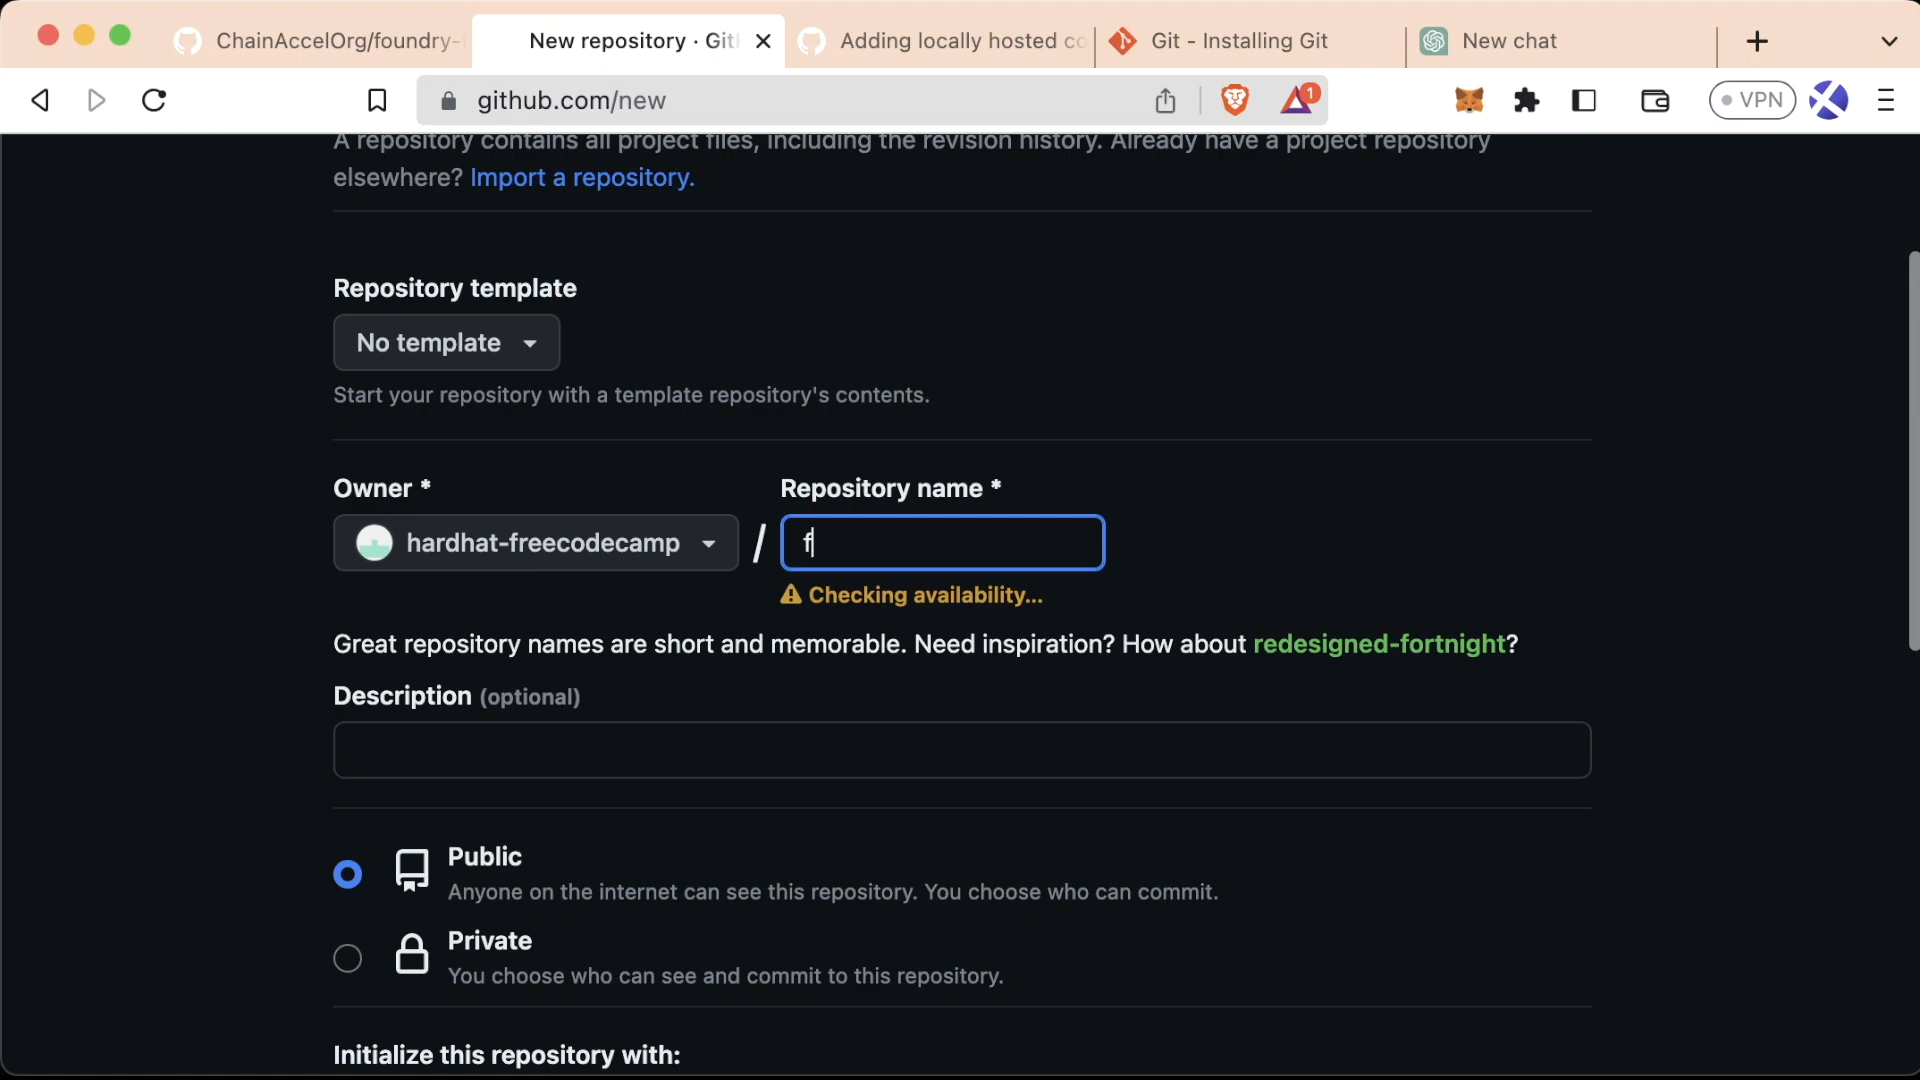 ChainAccelOrg/foundry-
New repository · Git
Adding locally hosted co
Git - Installing Git
New chat
github.com/new
1
VPN
A repository contains all project files, including the revision history. Already have a project repository
elsewhere? Import a repository.
Repository template
No template
Start your repository with a template repository's contents.
Owner *
Repository name *
hardhat-freecodecamp
/
f
Checking availability...
Great repository names are short and memorable. Need inspiration? How about redesigned-fortnight?
Description (optional)
Public
Anyone on the internet can see this repository. You choose who can commit.
Private
You choose who can see and commit to this repository.
Initialize this repository with: